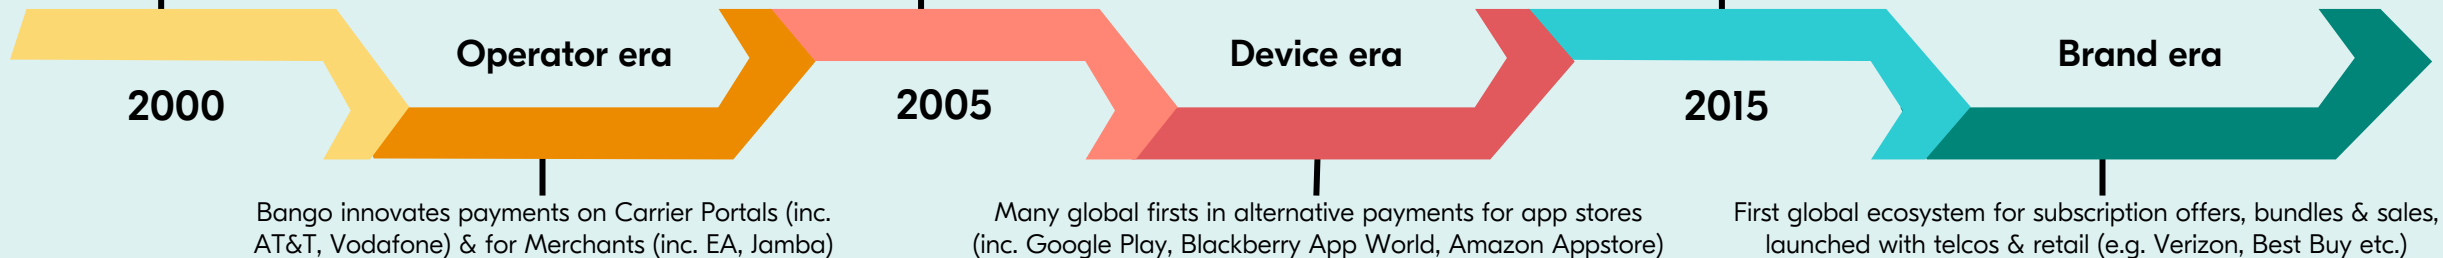 Operator era
Device era
Brand era
2000
2005
2015
Bango innovates payments on Carrier Portals (inc.
AT&T, Vodafone) & for Merchants (inc. EA, Jamba)
Many global firsts in alternative payments for app stores
(inc. Google Play, Blackberry App World, Amazon Appstore)
First global ecosystem for subscription offers, bundles & sales,
launched with telcos & retail (e.g. Verizon, Best Buy etc.)